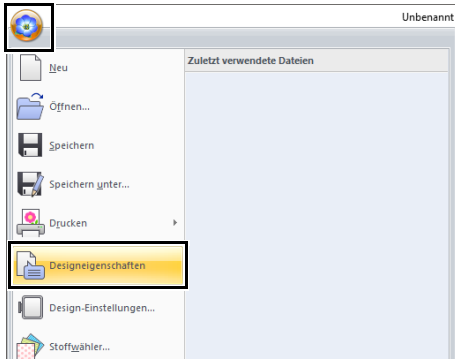 Unbenannt
Zuletzt verwendete Dateien
Neu
Öffnen...
Speichern
Speichern unter...
Drucken
Designeigenschaften
Design-Einstellungen...
Stoffwähler...